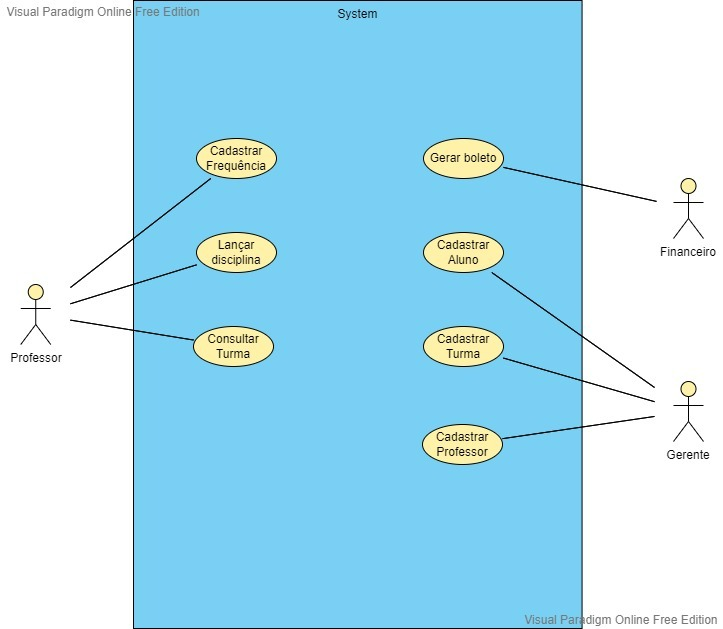 Visual Paradigm Online Free Edition
System
Cadastrar
Frequência
Gerar boleto
Financeiro
Lançar
disciplina
Cadastrar
Aluno
Professor
Consultar
Turma
Cadastrar
Turma
Cadastrar
Professor
Gerente
Visual Paradigm Online Free Edition